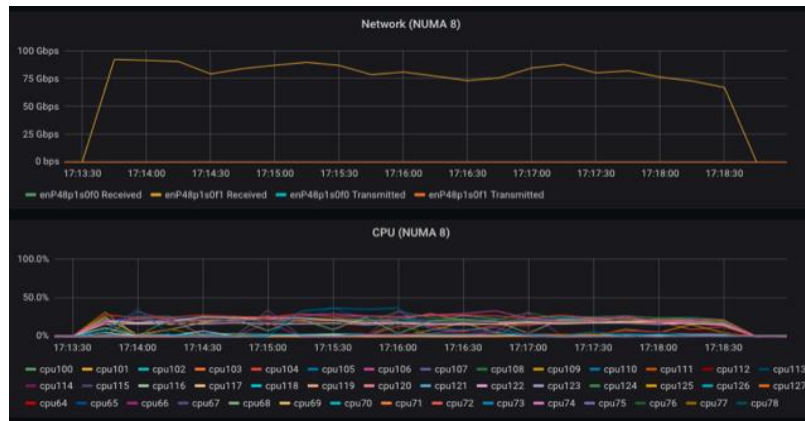 Network (NUMA 8)
100 Gbps
75 Gbps
50 Gbps
25 Gbps
0 bps
17:13:30 17:14:00 17:14:30 17:15:00 17:15:30 17:16:00 17:16:30 17:17:00 17:17:30 17:18:00 17:18:30
enP48p1s0f0 Received enP48p1s0f1 Received enP48p1s0f0 Transmitted enP48p1s0f1 Transmitted
CPU (NUMA 8)
100.0%
50.0%
0%
17:13:30 17:14:00 17:14:30 17:15:00 17:15:30 17:16:00 17:16:30 17:17:00 17:17:30 17:18:00 17:18:30
cpu100 cpu101 cpu102 cpu103 cpu104 cpu105 cpu106 cpu107 cpu108 cpu109 cpu110 cpu111 cpu112 cpu113
cpu114 cpu115 cpu116 cpu117 cpu118 cpu119 cpu120 cpu121 cpu122 cpu123 cpu124 cpu125 cpu126 cpu127
cpu64 cpu65 cpu66 cpu67 cpu68 cpu69 cpu70 cpu71 cpu72 cpu73 cpu74 cpu75 cpu76 cpu77 cpu78